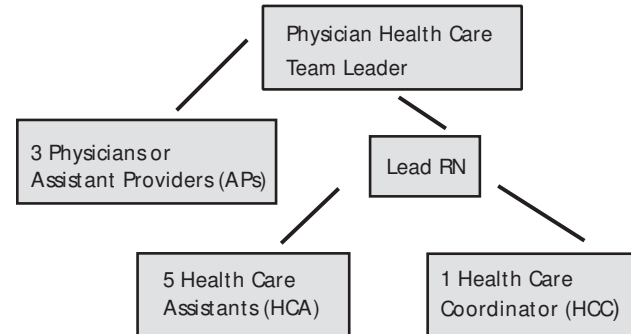 Physician Health Care
Team Leader
3 Physicians or
Assistant Providers (APs)
Lead RN
5 Health Care
Assistants (HCA)
1 Health Care
Coordinator (HCC)